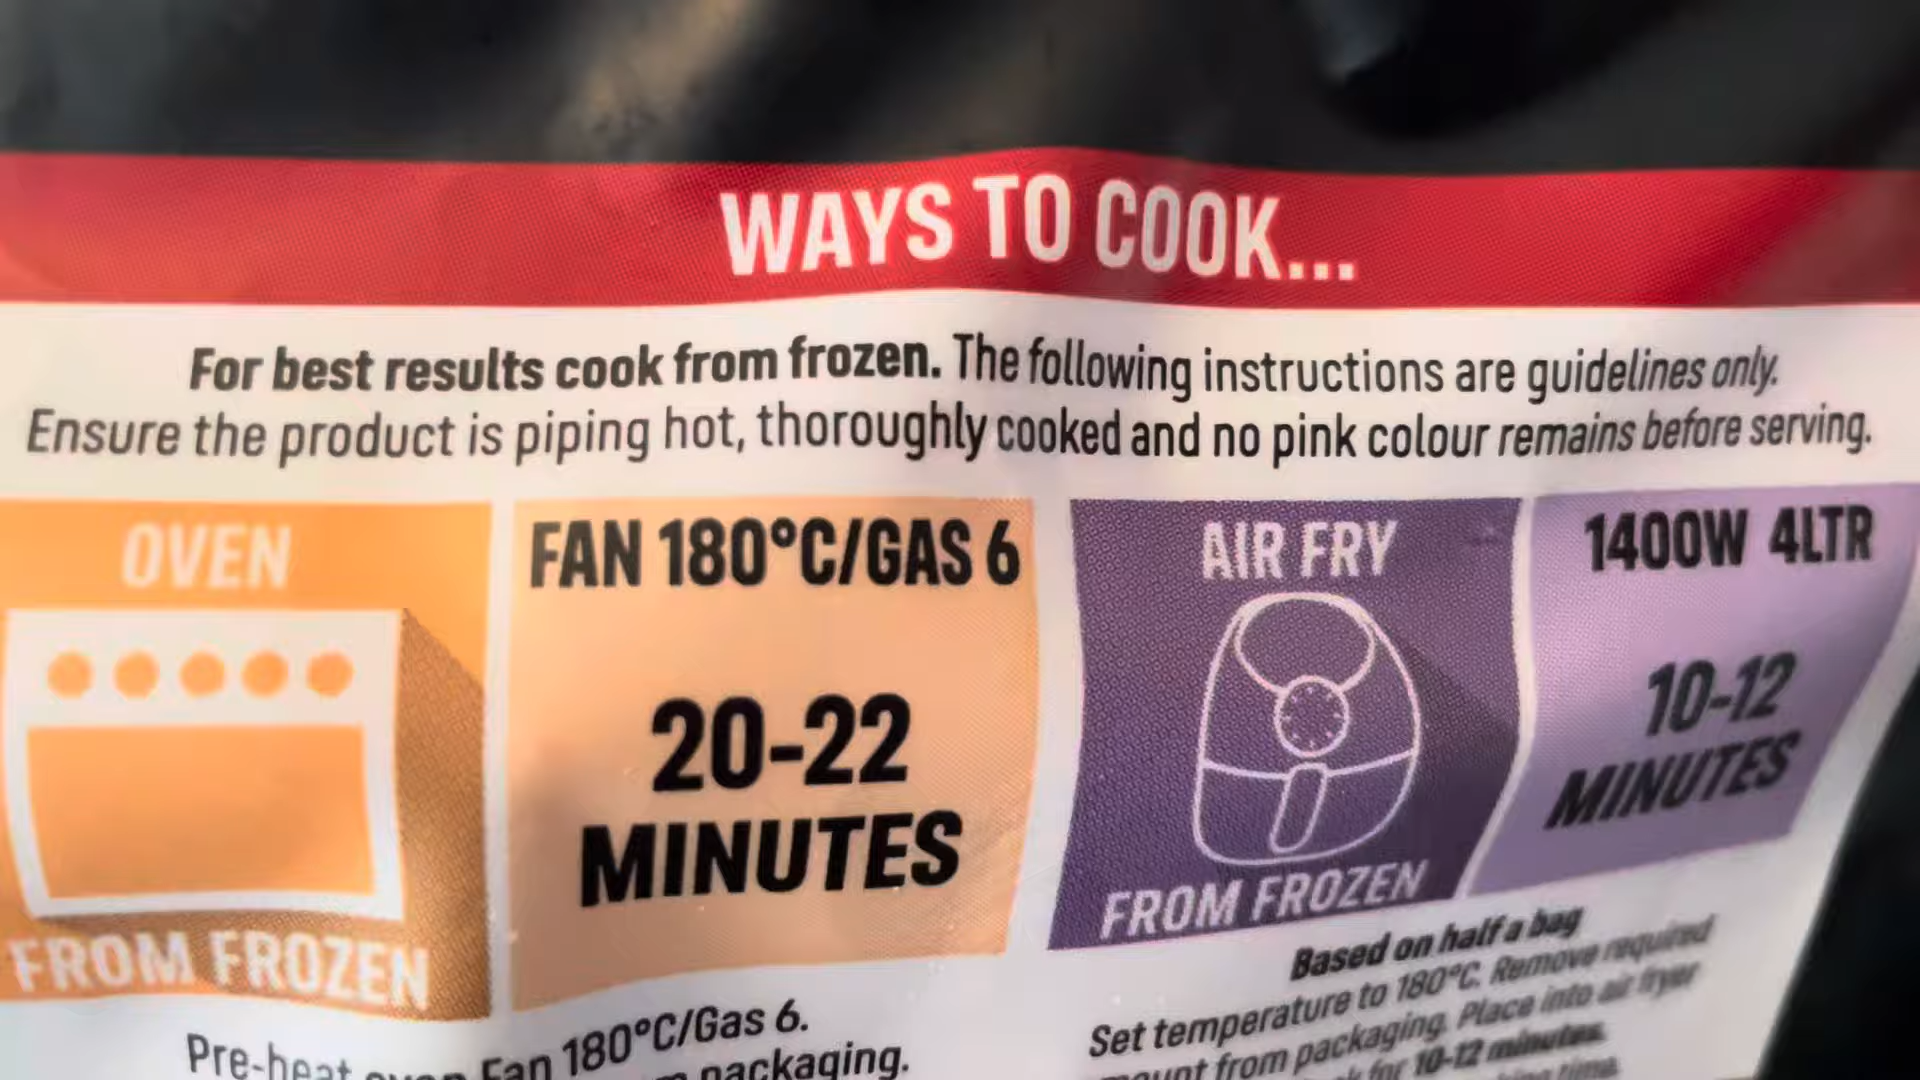 WAYS TO COOK...
For best results cook from frozen. The following instructions are guidelines only.
Ensure the product is piping hot, thoroughly cooked and no pink colour remains before serving.
OVEN
FROM FROZEN
FAN 180°C/GAS 6
20-22
MINUTES
Pre-heat oven Fan 180°C/Gas 6.
packaging.
AIR FRY
FROM FROZEN
1400W 4LTR
10-12
MINUTES
Based on half a bag
Set temperature to 180°C. Remove required
from packaging. Place into air fryer
for 10-12 minutes.
time.